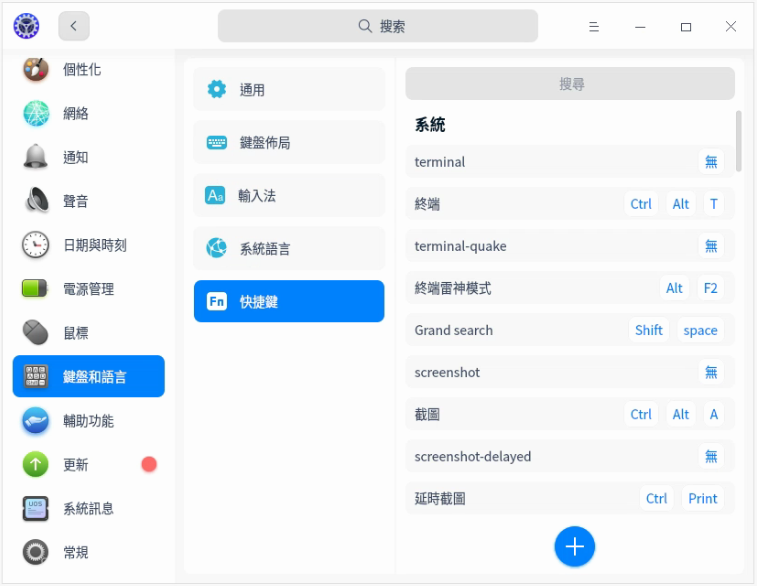 搜索
個性化
網絡
通知
聲音
日期與時刻
電源管理
鼠標
鍵盤和語言
輔助功能
更新
系統訊息
常規
通用
鍵盤佈局
Aa 輸入法
系統語言
Fn 快捷鍵
搜尋
系統
terminal 無
終端 Ctrl Alt T
terminal-quake 無
終端雷神模式 Alt F2
Grand search Shift space
screenshot 無
截圖 Ctrl Alt A
screenshot-delayed 無
延時截圖 Ctrl Print